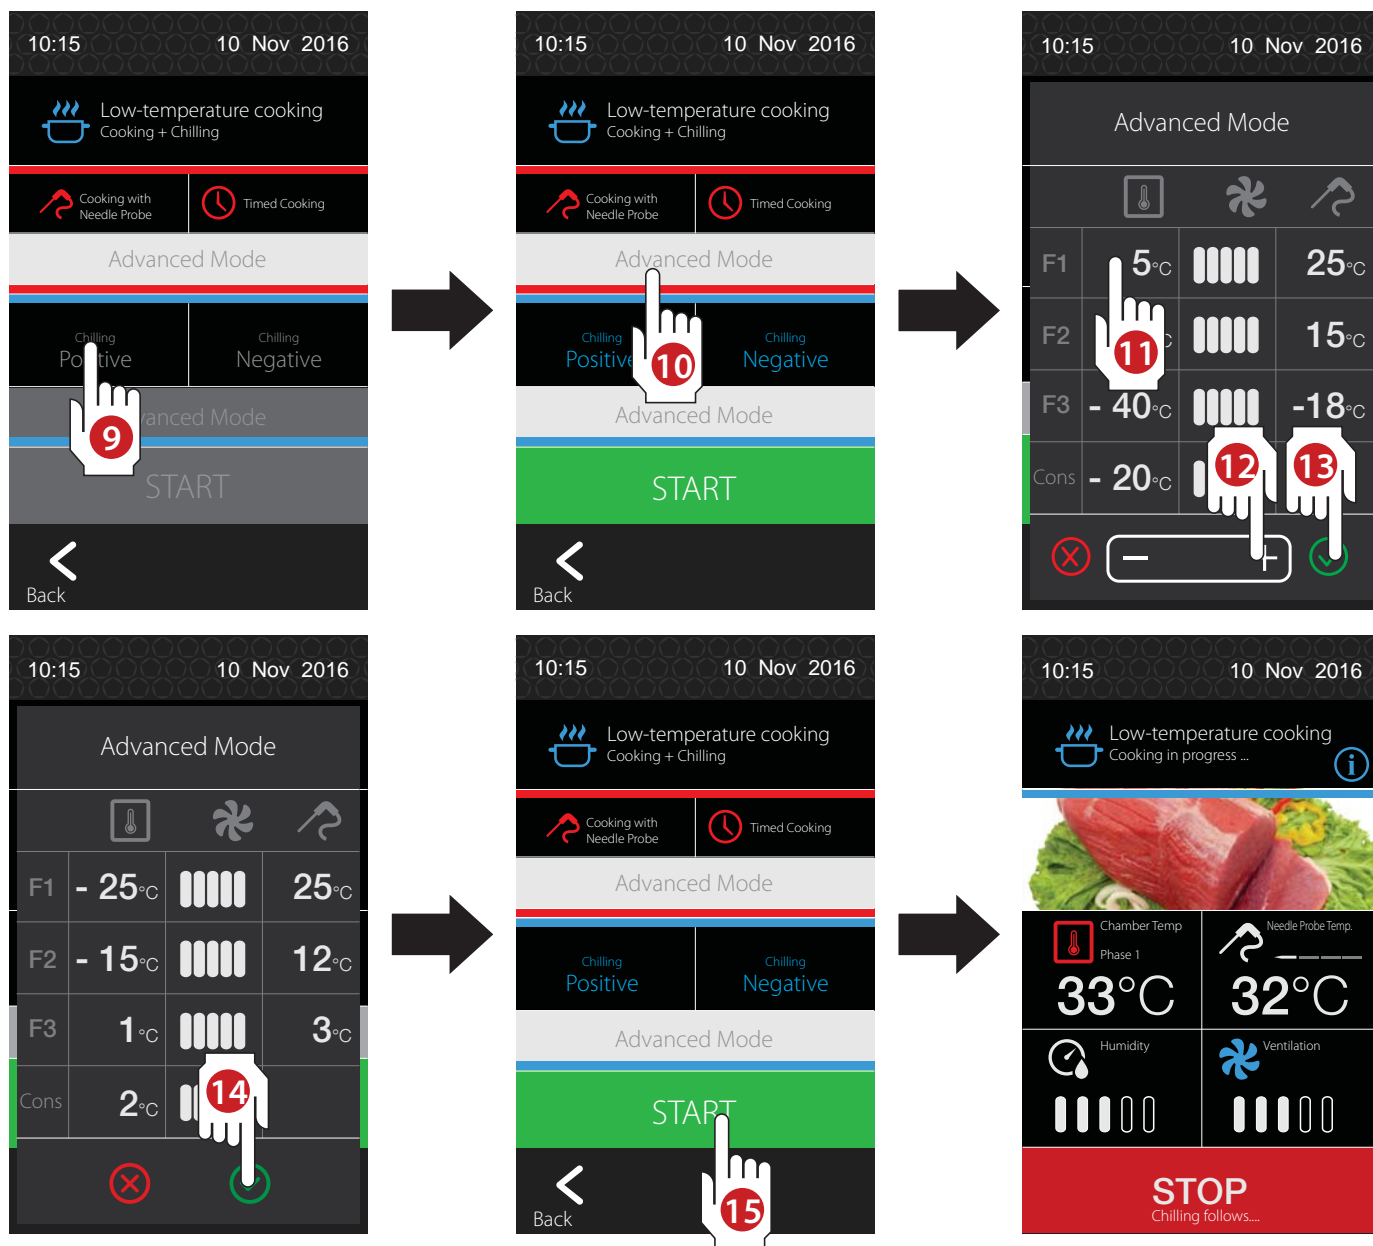 10:15 10 Nov 2016
Low-temperature cooking
Cooking + Chilling
Cooking with
Needle Probe
Timed Cooking
Advanced Mode
Chilling
Positive
Chilling
Negative
Advanced Mode
9
START
Back
10:15 10 Nov 2016
Low-temperature cooking
Cooking + Chilling
Cooking with
Needle Probe
Timed Cooking
Advanced Mode
Chilling
Positive
Chilling
Negative
10
Advanced Mode
START
Back
10:15 10 Nov 2016
Advanced Mode
F1 5°C 25°C
F2 15°C
11
F3 - 40°C -18°C
Cons - 20°C
12 13
− +
10:15 10 Nov 2016
Advanced Mode
F1 - 25°C 25°C
F2 - 15°C 12°C
F3 1°C 3°C
Cons 2°C
14
10:15 10 Nov 2016
Low-temperature cooking
Cooking + Chilling
Cooking with
Needle Probe
Timed Cooking
Advanced Mode
Chilling
Positive
Chilling
Negative
Advanced Mode
START
15
Back
10:15 10 Nov 2016
Low-temperature cooking
Cooking in progress ...
i
Chamber Temp
Phase 1
33°C
Needle Probe Temp.
32°C
Humidity
Ventilation
STOP
Chilling follows....